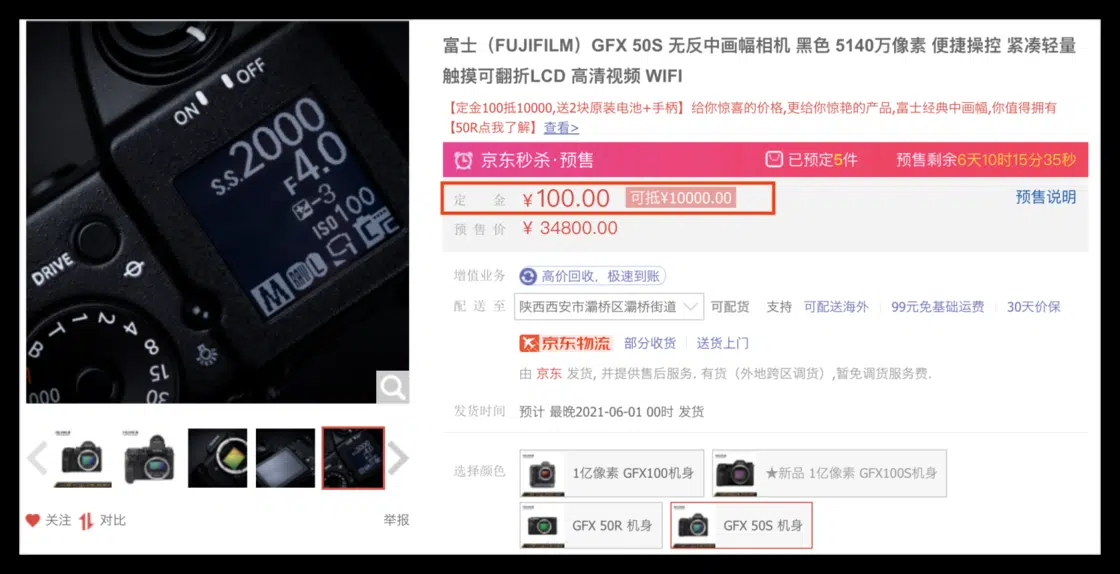 富士（FUJIFILM）GFX 50S 无反中画幅相机 黑色 5140万像素 便捷操控 紧凑轻量
触摸可翻折LCD 高清视频 WIFI
【定金100抵10000,送2块原装电池+手柄】给你惊喜的价格,更给你惊艳的产品,富士经典中画幅,你值得拥有
【50R点我了解】查看>
京东秒杀·预售 已预定5件 预售剩余6天10时15分35秒
定金 ￥100.00 可抵¥10000.00 预售说明
预售价 ￥34800.00
增值业务 高价回收，极速到账
配送至 陕西西安市灞桥区灞桥街道 可配货 支持 可配送海外 99元免基础运费 30天价保
京东物流 部分收货 送货上门
由 京东 发货, 并提供售后服务. 有货（外地跨区调货）,暂免调货服务费.
发货时间 预计 最晚2021-06-01 00时 发货
选择颜色 1亿像素 GFX100机身 ★新品 1亿像素 GFX100S机身
GFX 50R 机身 GFX 50S 机身
ON OFF
S.S.2000
F4.0
-3
ISO100
M L
DRIVE
B T 1 2 4 8 15 30
000
关注 对比 举报